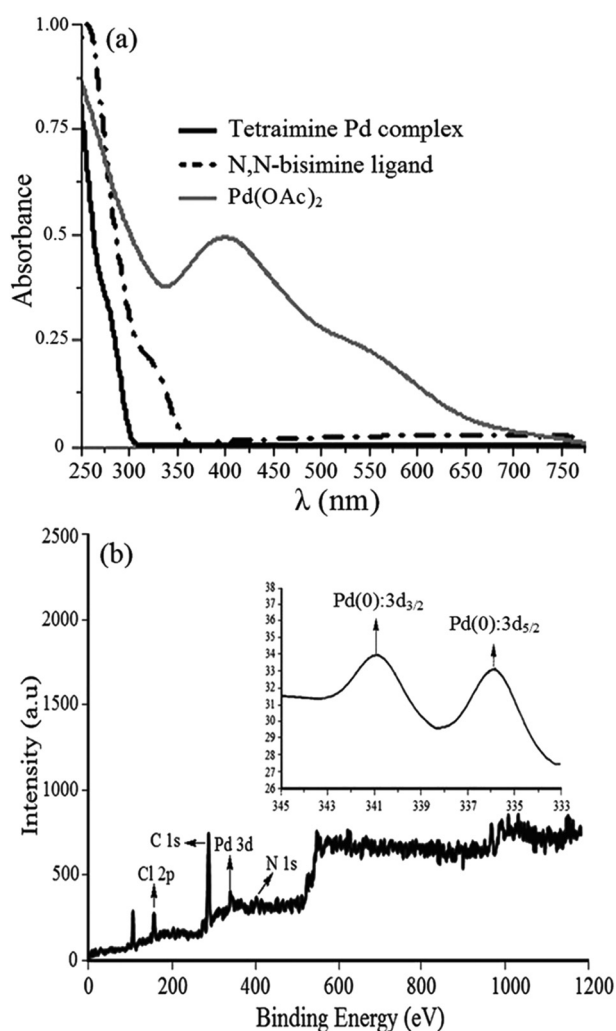 (a)
1.00
0.75
0.5
0.25
0
Absorbance
Tetraimine Pd complex
N,N-bisimine ligand
Pd(OAc)₂
250 300 350 400 450 500 550 600 650 700 750
λ (nm)
(b)
2500
2000
1500
1000
500
0
Intensity (a.u)
C 1s
Cl 2p
Pd 3d
N 1s
Pd(0):3d₃/₂
Pd(0):3d₅/₂
38
37
36
35
34
33
32
31
30
29
28
27
26
345 343 341 339 337 335 333
0 200 400 600 800 1000 1200
Binding Energy (eV)